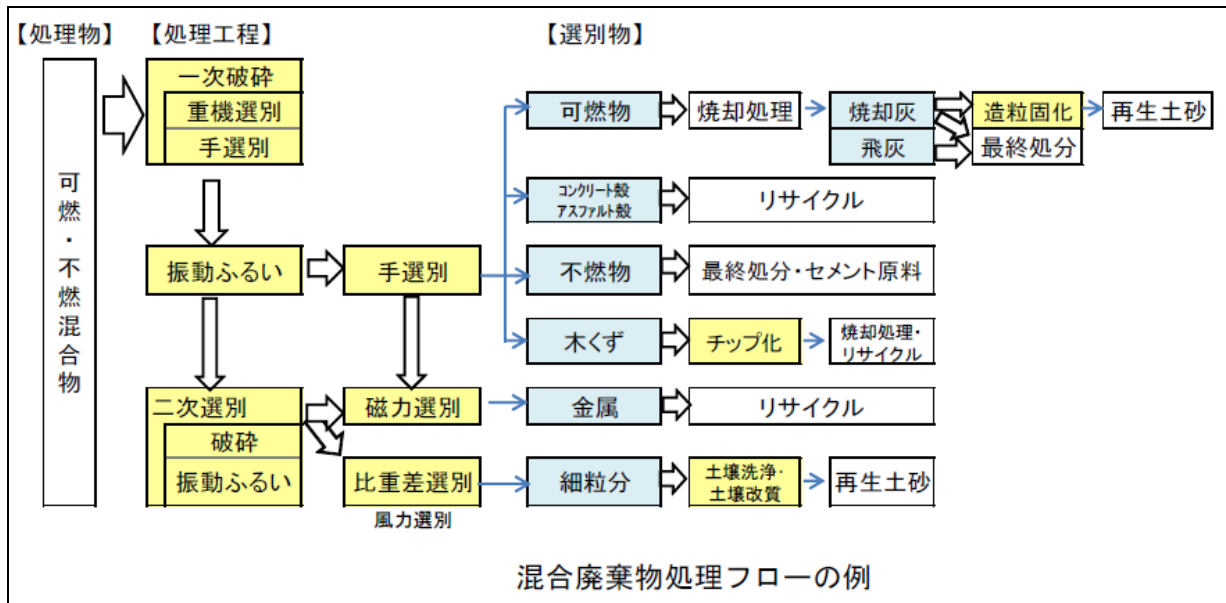 【処理物】
【処理工程】
【選別物】
可燃・不燃混合物
一次破砕
重機選別
手選別
振動ふるい
手選別
二次選別
破砕
振動ふるい
磁力選別
比重差選別
風力選別
可燃物
焼却処理
焼却灰
飛灰
造粒固化
最終処分
再生土砂
コンクリート殻
アスファルト殻
リサイクル
不燃物
最終処分・セメント原料
木くず
チップ化
焼却処理・
リサイクル
金属
リサイクル
細粒分
土壌洗浄・
土壌改質
再生土砂
混合廃棄物処理フローの例